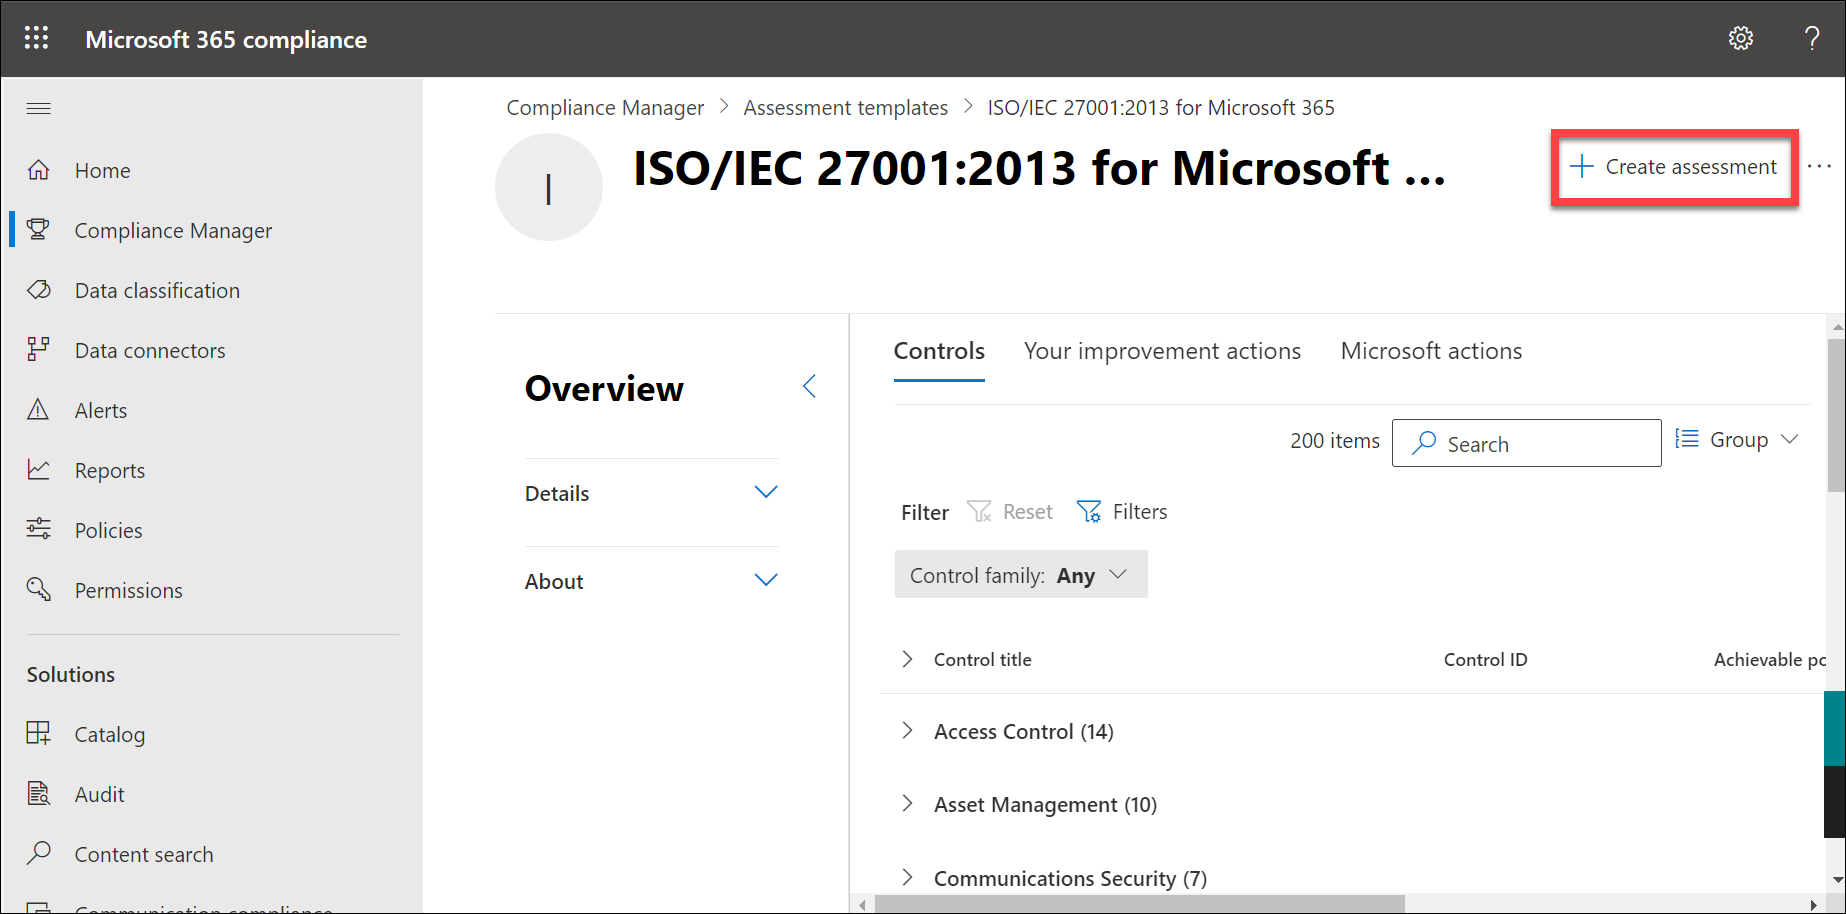 Microsoft 365 compliance
?
Compliance Manager > Assessment templates > ISO/IEC 27001:2013 for Microsoft 365
I
ISO/IEC 27001:2013 for Microsoft ...
+ Create assessment
...
Home
Compliance Manager
Data classification
Data connectors
Alerts
Reports
Policies
Permissions
Solutions
Catalog
Audit
Content search
Communication compliance
Overview
Details
About
Controls Your improvement actions Microsoft actions
200 items Search Group
Filter Reset Filters
Control family: Any
Control title Control ID Achievable po
Access Control (14)
Asset Management (10)
Communications Security (7)